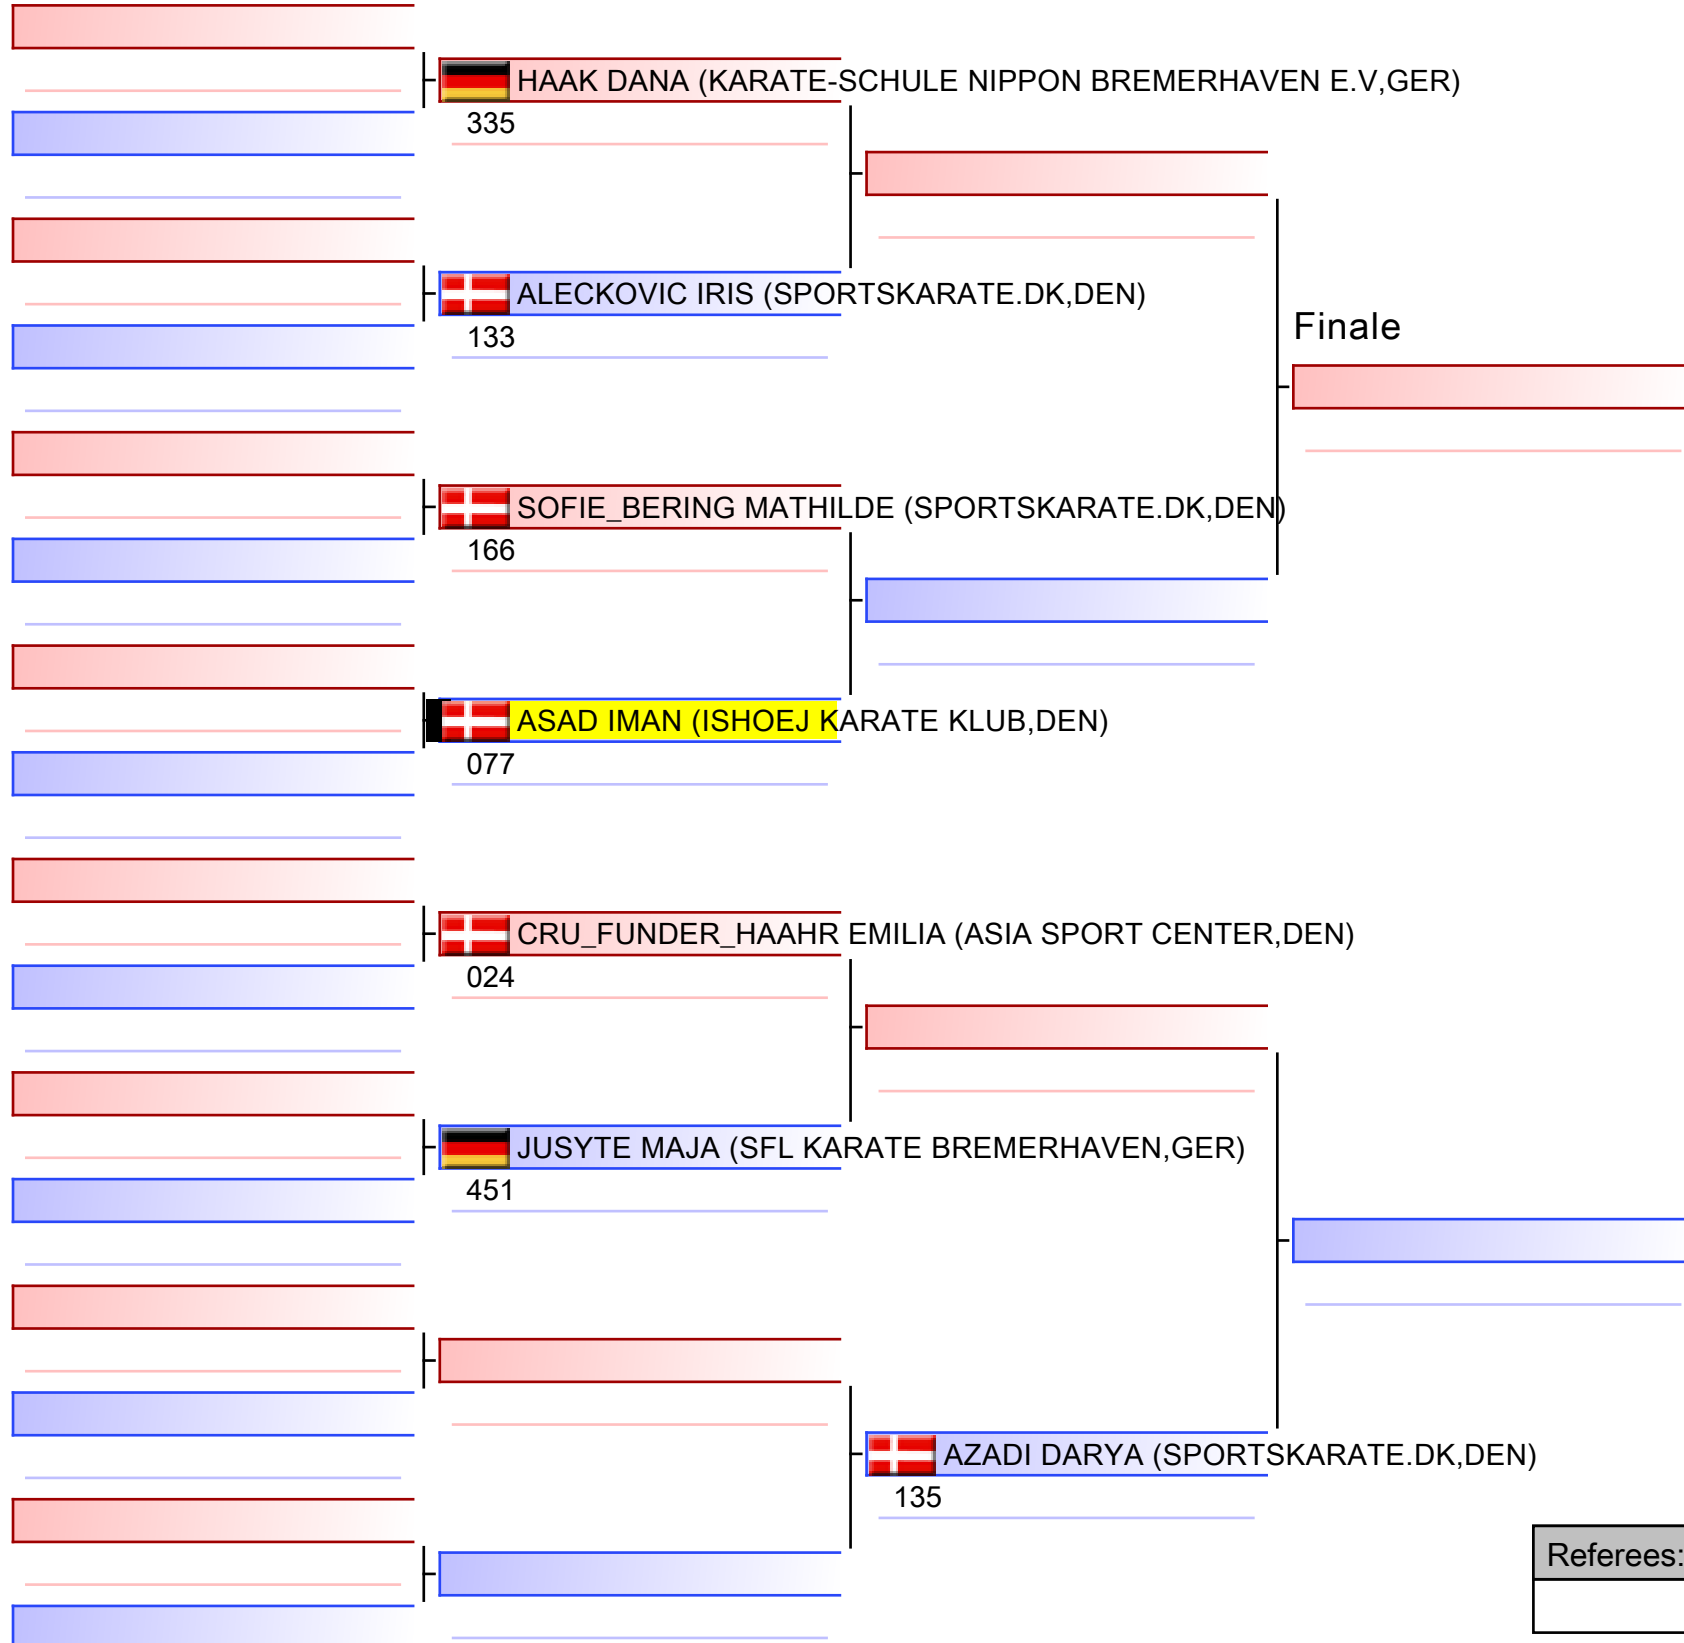 HAAK DANA (KARATE-SCHULE NIPPON BREMERHAVEN E.V,GER)
335
ALECKOVIC IRIS (SPORTSKARATE.DK,DEN)
133
Finale
SOFIE_BERING MATHILDE (SPORTSKARATE.DK,DEN)
166
ASAD IMAN (ISHOEJ KARATE KLUB,DEN)
077
CRU_FUNDER_HAAHR EMILIA (ASIA SPORT CENTER,DEN)
024
JUSYTE MAJA (SFL KARATE BREMERHAVEN,GER)
451
AZADI DARYA (SPORTSKARATE.DK,DEN)
135
Referees: